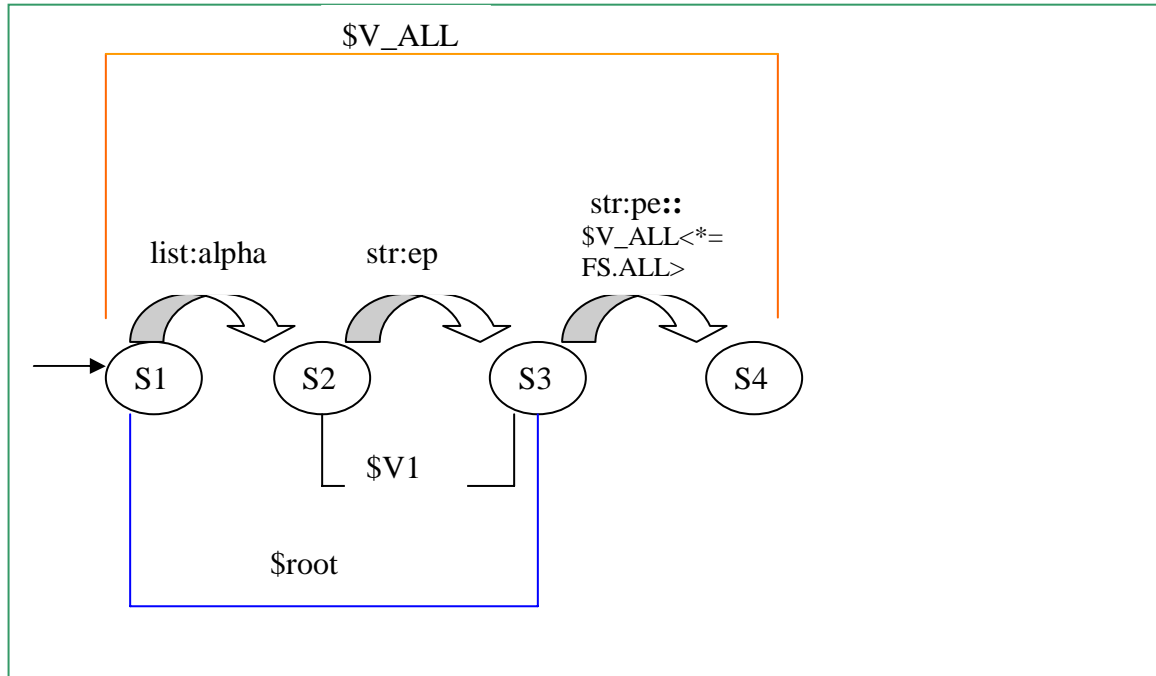 $V_ALL
str:pe::
$V_ALL<*=
FS.ALL>
list:alpha
str:ep
S1
S2
S3
S4
$V1
$root